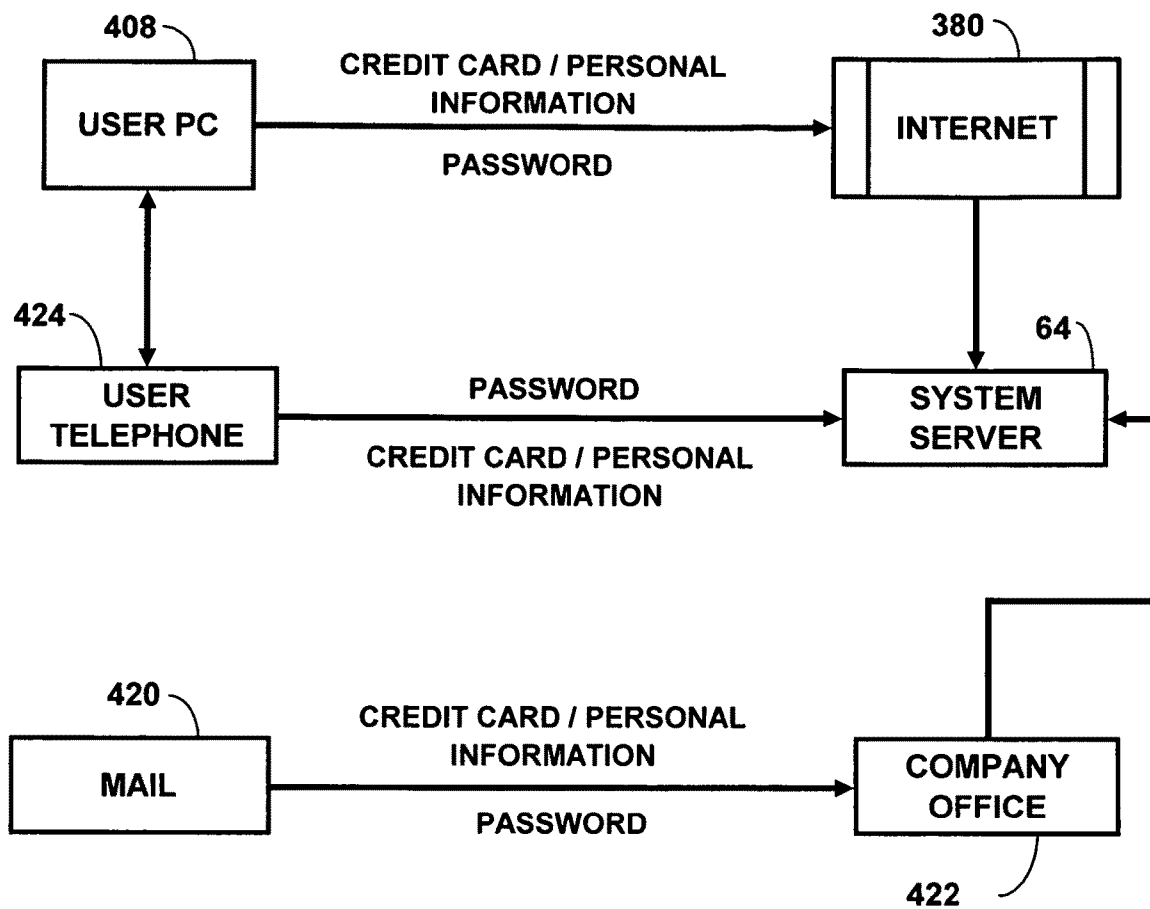 408
380
CREDIT CARD / PERSONAL
INFORMATION
USER PC
INTERNET
PASSWORD
424
64
USER
TELEPHONE
PASSWORD
SYSTEM
SERVER
CREDIT CARD / PERSONAL
INFORMATION
420
CREDIT CARD / PERSONAL
INFORMATION
MAIL
COMPANY
OFFICE
PASSWORD
422